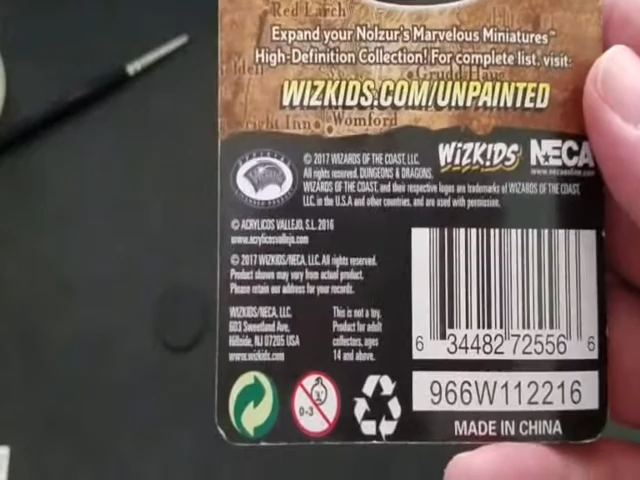 Red Larch
Expand your Nolzur's Marvelous Miniatures™
High-Definition Collection! For complete list, visit:
WIZKIDS.COM/UNPAINTED
Womford
© 2017 WIZARDS OF THE COAST, LLC.
All rights reserved. DUNGEONS & DRAGONS,
WIZARDS OF THE COAST, and their respective logos are trademarks of WIZARDS OF THE COAST,
LLC. in the U.S.A and other countries, and are used with permission.
WIZKIDS NECA
© ACRYLICOS VALLEJO, S.L. 2016
www.acrylicosvallejo.com
© 2017 WIZKIDS/NECA, LLC. All rights reserved.
Product shown may vary from actual product.
Please retain our address for your records.
WIZKIDS/NECA, LLC.
603 Sweetland Ave.
Hillside, NJ 07205 USA
www.wizkids.com
This is not a toy.
Product for adult
collectors, ages
14 and above.
0-3
6 34482 72556 6
966W112216
MADE IN CHINA